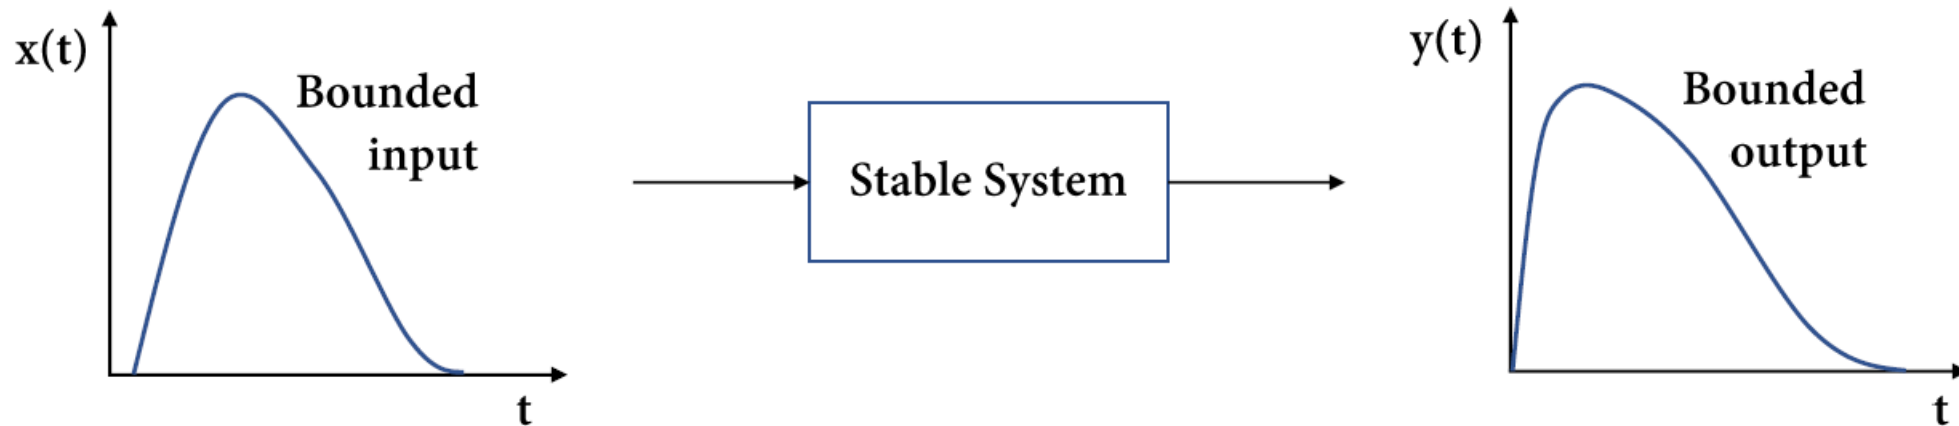 x(t)
Bounded
input
t
Stable System
y(t)
Bounded
output
t